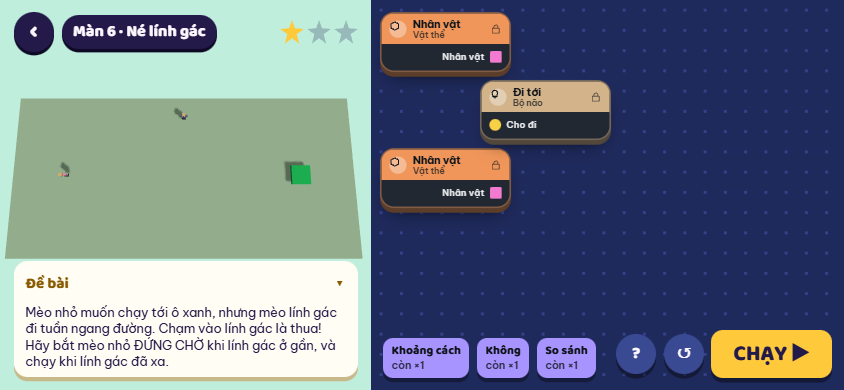 Màn 6 · Né lính gác
Đề bài
Mèo nhỏ muốn chạy tới ô xanh, nhưng mèo lính gác
đi tuần ngang đường. Chạm vào lính gác là thua!
Hãy bắt mèo nhỏ ĐỨNG CHỜ khi lính gác ở gần, và
chạy khi lính gác đã xa.
Nhân vật
Vật thể
Nhân vật
Đi tới
Bộ não
Cho đi
Nhân vật
Vật thể
Nhân vật
Khoảng cách
còn ×1
Không
còn ×1
So sánh
còn ×1
?
CHẠY